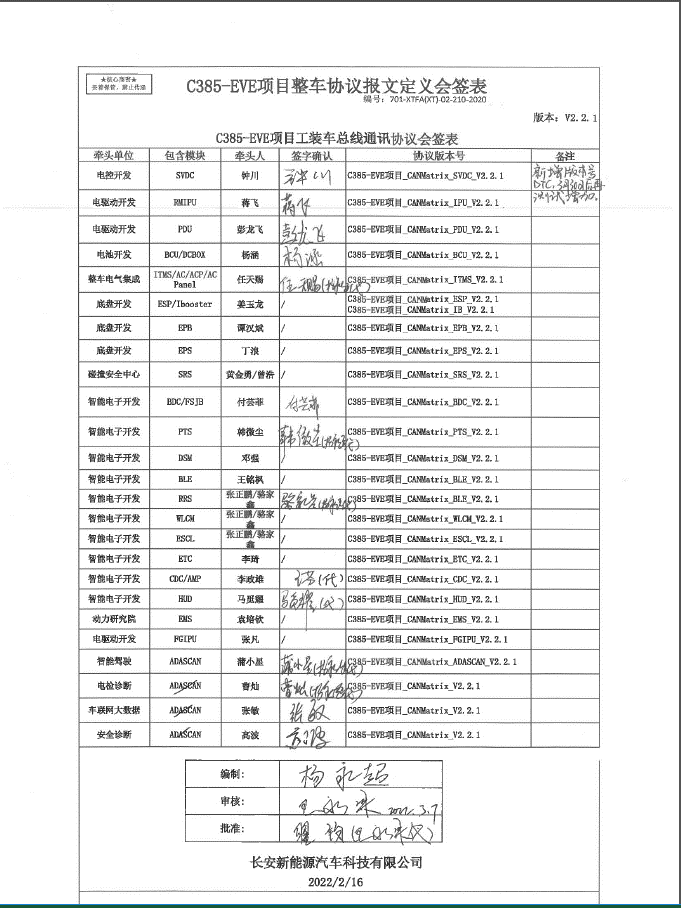 ★核心商密★
妥善保管，禁止传递
C385-EVE项目整车协议报文定义会签表
编号：701-XTFA(XT)-02-210-2020
版本：V2.2.1
C385-EVE项目工装车总线通讯协议会签表
牵头单位 包含模块 牵头人 签字确认 协议版本号 备注
电控开发 SVDC 钟川 钟川 C385-EVE项目_CANMatrix_SVDC_V2.2.1
电驱动开发 RMIPU 蒋飞 蒋飞 C385-EVE项目_CANMatrix_IPU_V2.2.1
电驱动开发 PDU 彭龙飞 彭龙飞 C385-EVE项目_CANMatrix_PDU_V2.2.1
电池开发 BCU/DCBOX 杨涵 杨涵 C385-EVE项目_CANMatrix_BCU_V2.2.1
整车电气集成 ITMS/AC/ACP/AC Panel 任天赐 C385-EVE项目_CANMatrix_ITMS_V2.2.1
底盘开发 ESP/Ibooster 姜玉龙 / C385-EVE项目_CANMatrix_ESP_V2.2.1
C385-EVE项目_CANMatrix_IB_V2.2.1
底盘开发 EPB 谭汉斌 / C385-EVE项目_CANMatrix_EPB_V2.2.1
底盘开发 EPS 丁浪 / C385-EVE项目_CANMatrix_EPS_V2.2.1
碰撞安全中心 SRS 黄金勇/曾浩 / C385-EVE项目_CANMatrix_SRS_V2.2.1
智能电子开发 BDC/FSJB 付芸菲 付芸菲 C385-EVE项目_CANMatrix_BDC_V2.2.1
智能电子开发 PTS 韩微尘 C385-EVE项目_CANMatrix_PTS_V2.2.1
智能电子开发 DSM 邓强 / C385-EVE项目_CANMatrix_DSM_V2.2.1
智能电子开发 BLE 王铭枫 / C385-EVE项目_CANMatrix_BLE_V2.2.1
智能电子开发 RRS 张正鹏/骆家鑫 C385-EVE项目_CANMatrix_BLE_V2.2.1
智能电子开发 WLCM 张正鹏/骆家鑫 / C385-EVE项目_CANMatrix_WLCM_V2.2.1
智能电子开发 ESCL 张正鹏/骆家鑫 / C385-EVE项目_CANMatrix_ESCL_V2.2.1
智能电子开发 ETC 李琦 / C385-EVE项目_CANMatrix_ETC_V2.2.1
智能电子开发 CDC/AMP 李政雄 C385-EVE项目_CANMatrix_CDC_V2.2.1
智能电子开发 HUD C385-EVE项目_CANMatrix_HUD_V2.2.1
动力研究院 EMS 袁培钦 / C385-EVE项目_CANMatrix_EMS_V2.2.1
电驱动开发 FGIPU 张凡 / C385-EVE项目_CANMatrix_FGIPU_V2.2.1
智能驾驶 ADASCAN 蒲小星 C385-EVE项目_CANMatrix_ADASCAN_V2.2.1
电检诊断 ADASCAN 曹灿 C385-EVE项目_CANMatrix_V2.2.1
车联网大数据 ADASCAN 张敏 张敏 C385-EVE项目_CANMatrix_V2.2.1
安全诊断 ADASCAN 高波 高波 C385-EVE项目_CANMatrix_V2.2.1
编制： 杨永超
审核： 2022.3.7
批准：
长安新能源汽车科技有限公司
2022/2/16